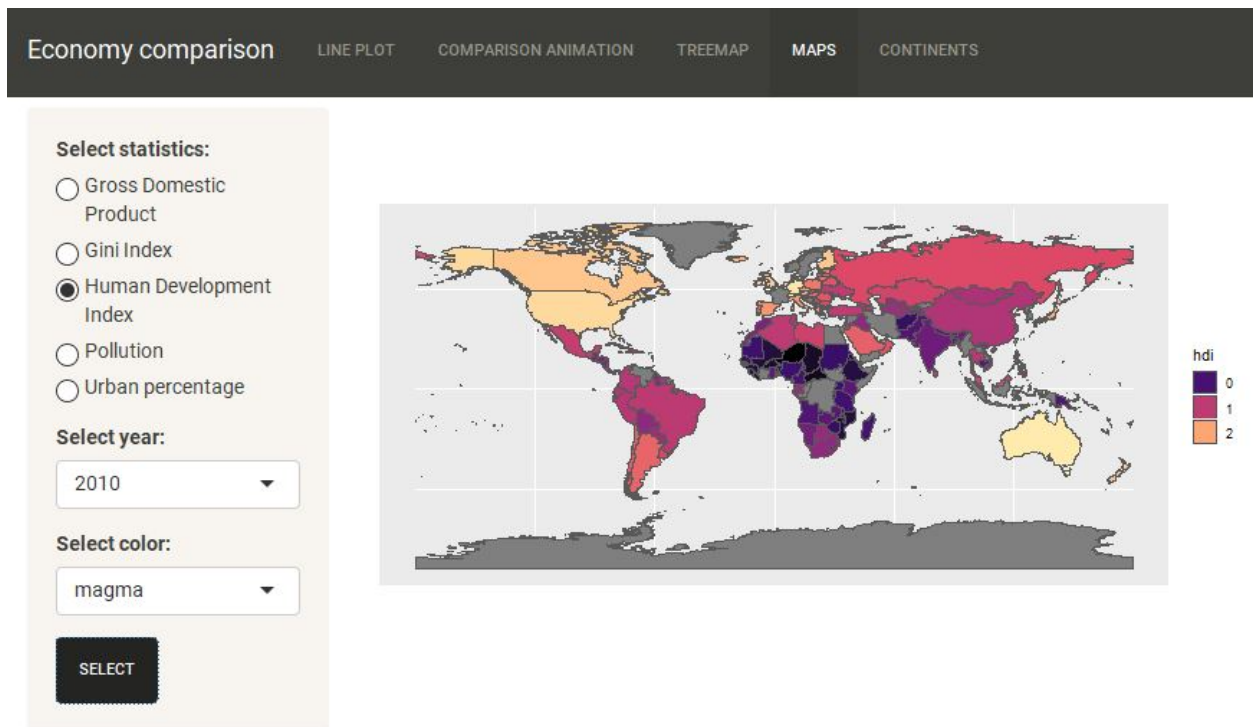 Economy comparison LINE PLOT COMPARISON ANIMATION TREEMAP MAPS CONTINENTS
Select statistics:
Gross Domestic
Product
Gini Index
Human Development
Index
Pollution
Urban percentage
Select year:
2010
Select color:
magma
SELECT
hdi
0
1
2